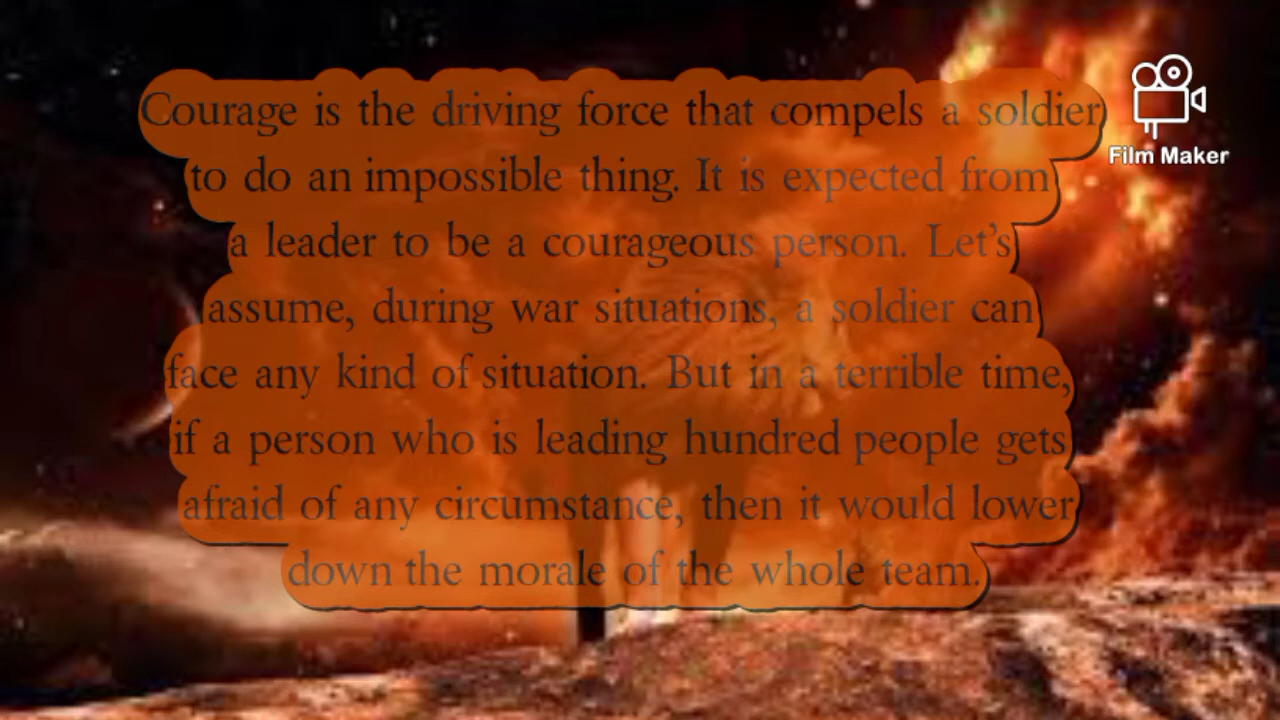 Courage is the driving force that compels a soldier
to do an impossible thing. It is expected from
a leader to be a courageous person. Let's
assume, during war situations, a soldier can
face any kind of situation. But in a terrible time,
if a person who is leading hundred people gets
afraid of any circumstance, then it would lower
down the morale of the whole team.
Film Maker